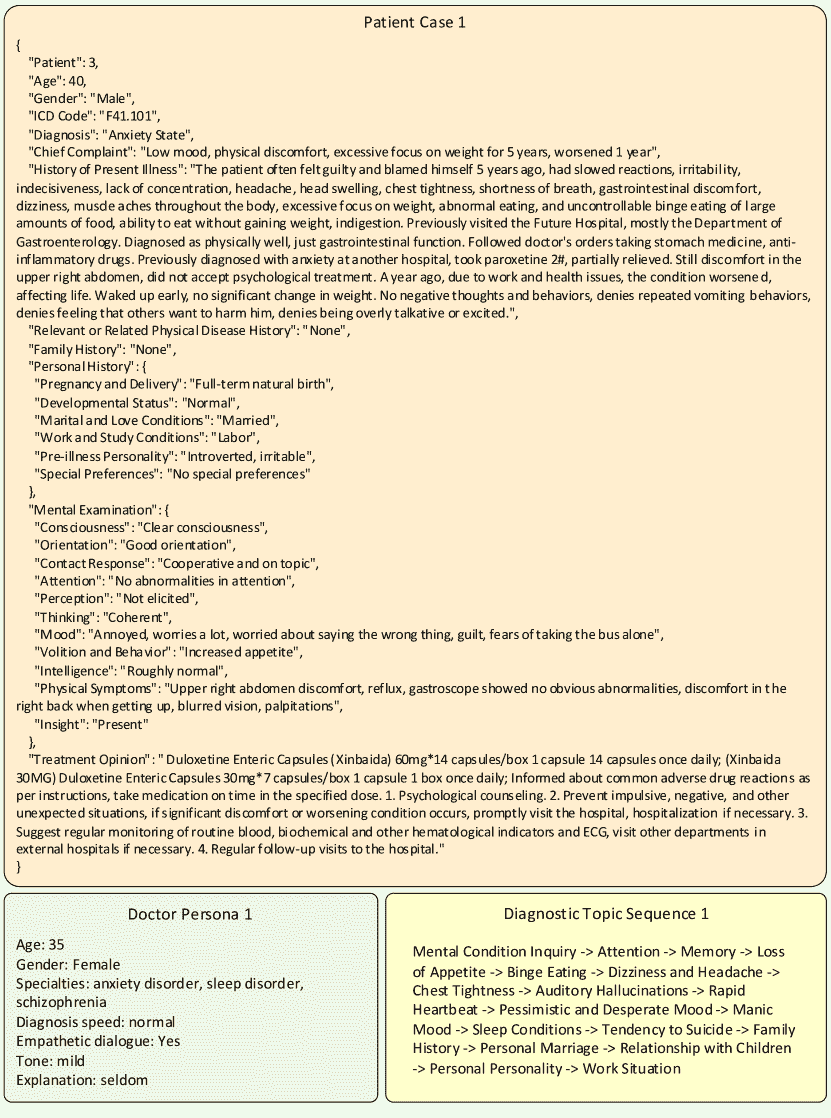 Patient Case 1
{
"Patient": 3,
"Age": 40,
"Gender": "Male",
"ICD Code": "F41.101",
"Diagnosis": "Anxiety State",
"Chief Complaint": "Low mood, physical discomfort, excessive focus on weight for 5 years, worsened 1 year",
"History of Present Illness": "The patient often felt guilty and blamed himself 5 years ago, had slowed reactions, irritability,
indecisiveness, lack of concentration, headache, head swelling, chest tightness, shortness of breath, gastrointestinal discomfort,
dizziness, muscle aches throughout the body, excessive focus on weight, abnormal eating, and uncontrollable binge eating of large
amounts of food, ability to eat without gaining weight, indigestion. Previously visited the Future Hospital, mostly the Department of
Gastroenterology. Diagnosed as physically well, just gastrointestinal function. Followed doctor's orders taking stomach medicine, anti-
inflammatory drugs. Previously diagnosed with anxiety at another hospital, took paroxetine 2#, partially relieved. Still discomfort in the
upper right abdomen, did not accept psychological treatment. A year ago, due to work and health issues, the condition worsened,
affecting life. Waked up early, no significant change in weight. No negative thoughts and behaviors, denies repeated vomiting behaviors,
denies feeling that others want to harm him, denies being overly talkative or excited.",
"Relevant or Related Physical Disease History": "None",
"Family History": "None",
"Personal History": {
"Pregnancy and Delivery": "Full-term natural birth",
"Developmental Status": "Normal",
"Marital and Love Conditions": "Married",
"Work and Study Conditions": "Labor",
"Pre-illness Personality": "Introverted, irritable",
"Special Preferences": "No special preferences"
},
"Mental Examination": {
"Consciousness": "Clear consciousness",
"Orientation": "Good orientation",
"Contact Response": "Cooperative and on topic",
"Attention": "No abnormalities in attention",
"Perception": "Not elicited",
"Thinking": "Coherent",
"Mood": "Annoyed, worries a lot, worried about saying the wrong thing, guilt, fears of taking the bus alone",
"Volition and Behavior": "Increased appetite",
"Intelligence": "Roughly normal",
"Physical Symptoms": "Upper right abdomen discomfort, reflux, gastroscope showed no obvious abnormalities, discomfort in the
right back when getting up, blurred vision, palpitations",
"Insight": "Present"
},
"Treatment Opinion": " Duloxetine Enteric Capsules (Xinbaida) 60mg*14 capsules/box 1 capsule 14 capsules once daily; (Xinbaida
30MG) Duloxetine Enteric Capsules 30mg*7 capsules/box 1 capsule 1 box once daily; Informed about common adverse drug reactions as
per instructions, take medication on time in the specified dose. 1. Psychological counseling. 2. Prevent impulsive, negative, and other
unexpected situations, if significant discomfort or worsening condition occurs, promptly visit the hospital, hospitalization if necessary. 3.
Suggest regular monitoring of routine blood, biochemical and other hematological indicators and ECG, visit other departments in
external hospitals if necessary. 4. Regular follow-up visits to the hospital."
}
Doctor Persona 1
Age: 35
Gender: Female
Specialties: anxiety disorder, sleep disorder,
schizophrenia
Diagnosis speed: normal
Empathetic dialogue: Yes
Tone: mild
Explanation: seldom
Diagnostic Topic Sequence 1
Mental Condition Inquiry -> Attention -> Memory -> Loss
of Appetite -> Binge Eating -> Dizziness and Headache ->
Chest Tightness -> Auditory Hallucinations -> Rapid
Heartbeat -> Pessimistic and Desperate Mood -> Manic
Mood -> Sleep Conditions -> Tendency to Suicide -> Family
History -> Personal Marriage -> Relationship with Children
-> Personal Personality -> Work Situation